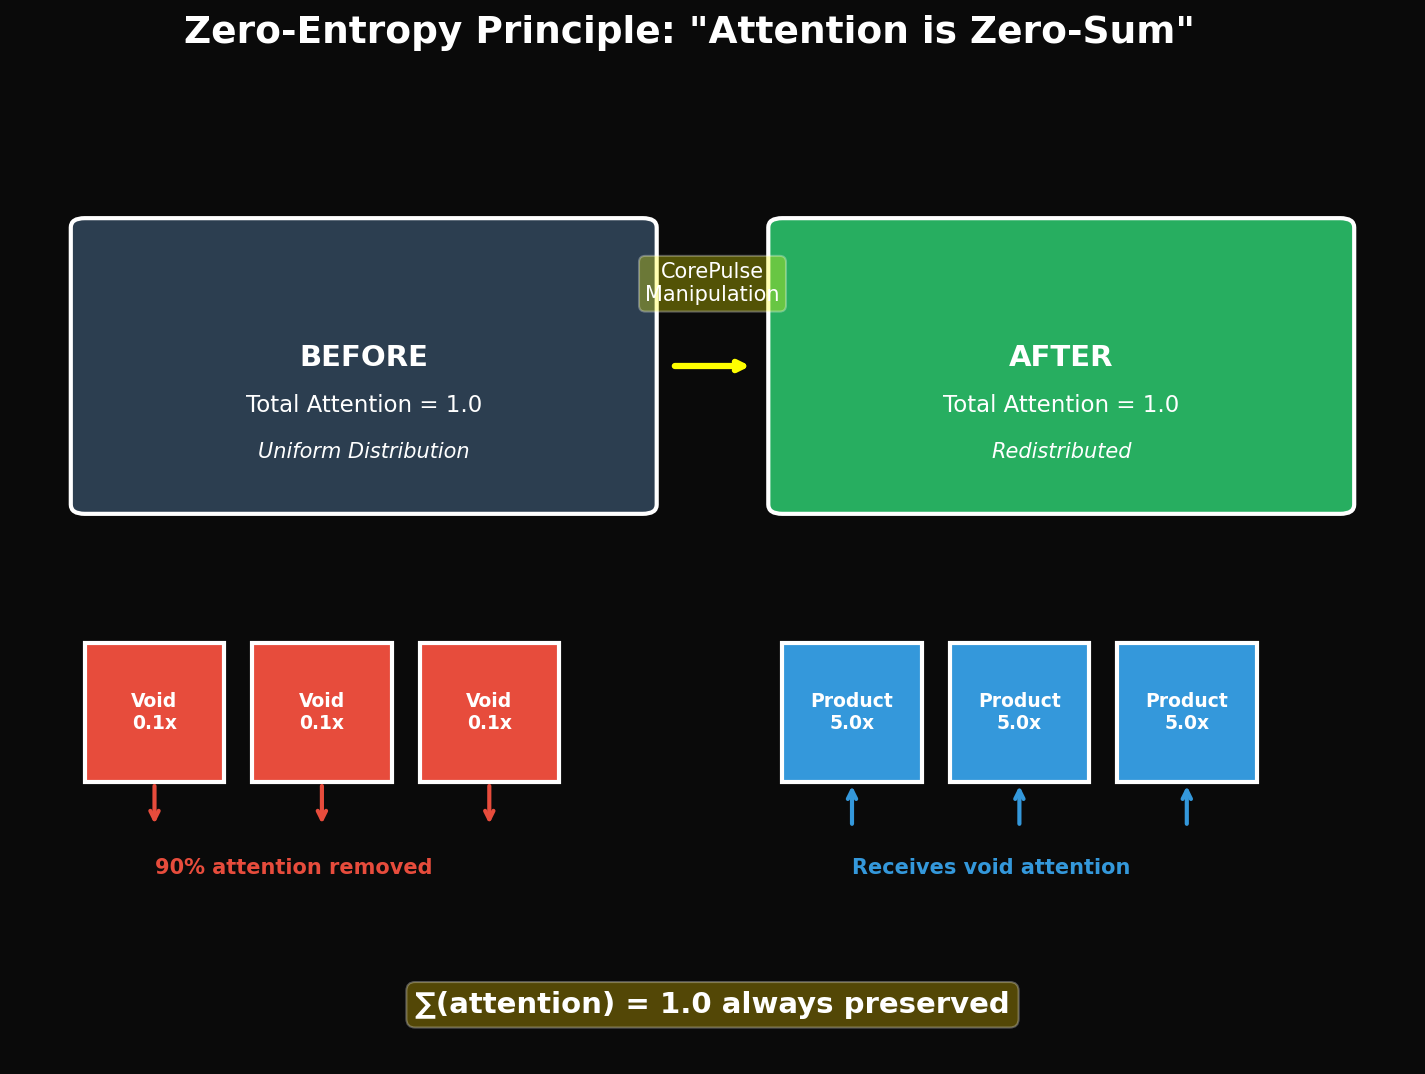 Zero-Entropy Principle: "Attention is Zero-Sum"
CorePulse
Manipulation
BEFORE
Total Attention = 1.0
Uniform Distribution
AFTER
Total Attention = 1.0
Redistributed
Void
0.1x
Void
0.1x
Void
0.1x
Product
5.0x
Product
5.0x
Product
5.0x
90% attention removed
Receives void attention
∑(attention) = 1.0 always preserved